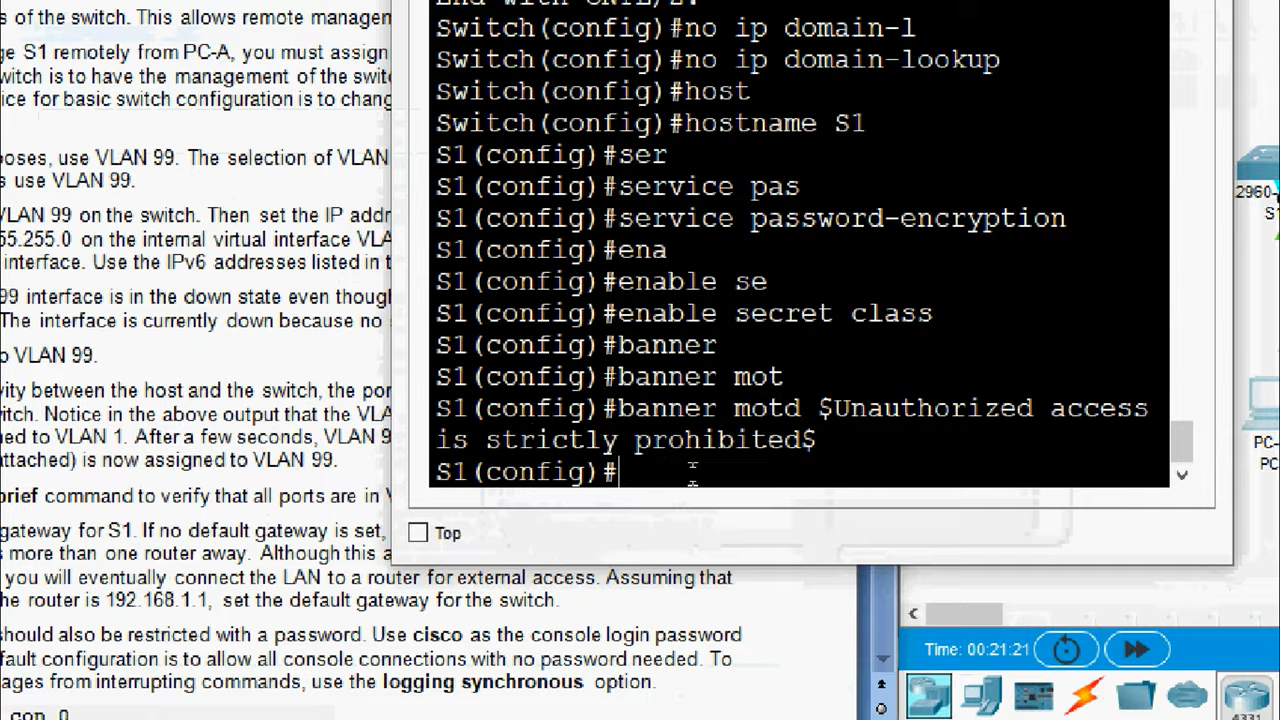 s of the switch. This allows remote managem
ge S1 remotely from PC-A, you must assign
witch is to have the management of the switc
ice for basic switch configuration is to chang
poses, use VLAN 99. The selection of VLAN
s use VLAN 99.
VLAN 99 on the switch. Then set the IP addr
55.255.0 on the internal virtual interface VLA
interface. Use the IPv6 addresses listed in t
99 interface is in the down state even though
The interface is currently down because no
o VLAN 99.
ivity between the host and the switch, the por
witch. Notice in the above output that the VLA
ned to VLAN 1. After a few seconds, VLAN 9
attached) is now assigned to VLAN 99.
brief command to verify that all ports are in V
gateway for S1. If no default gateway is set,
s more than one router away. Although this a
you will eventually connect the LAN to a router for external access. Assuming that
he router is 192.168.1.1, set the default gateway for the switch.
should also be restricted with a password. Use cisco as the console login password
fault configuration is to allow all console connections with no password needed. To
ages from interrupting commands, use the logging synchronous option.
con 0
Switch(config)#no ip domain-l
Switch(config)#no ip domain-lookup
Switch(config)#host
Switch(config)#hostname S1
S1(config)#ser
S1(config)#service pas
S1(config)#service password-encryption
S1(config)#ena
S1(config)#enable se
S1(config)#enable secret class
S1(config)#banner
S1(config)#banner mot
S1(config)#banner motd $Unauthorized access
is strictly prohibited$
S1(config)#
Top
2960-
S1
PC-
PC
Time: 00:21:21
4331